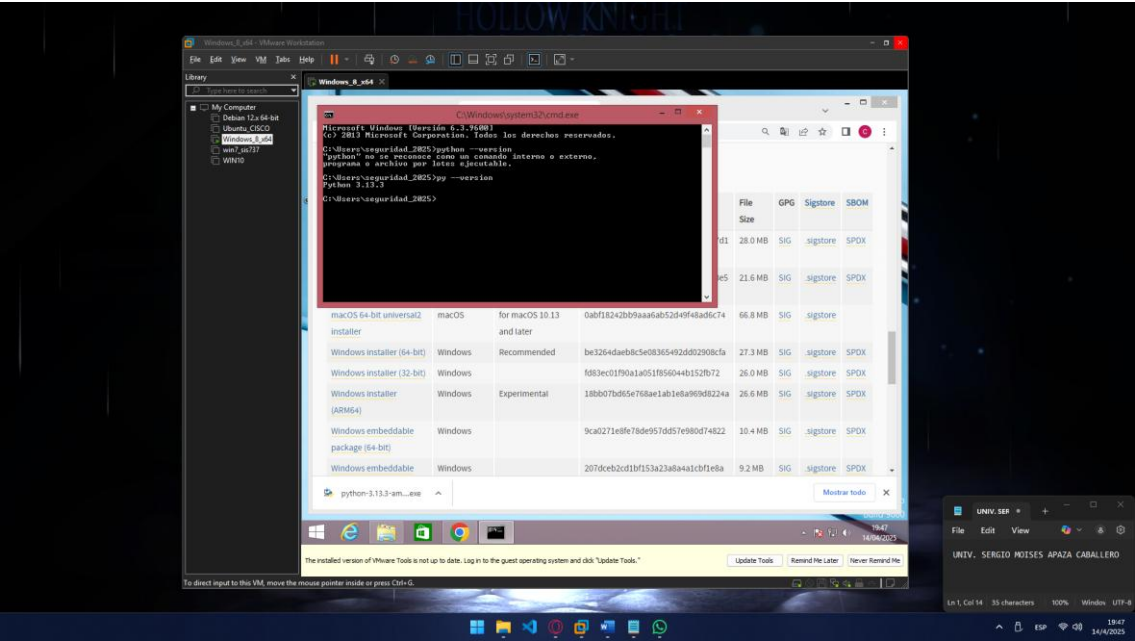 HOLLOW KNIGHT
Windows_8_x64 - VMware Workstation
File Edit View VM Tabs Help
Library
Type here to search
My Computer
Debian 12.x 64-bit
Ubuntu_CISCO
Windows_8_x64
win7_sis737
WIN10
Windows_8_x64
C:\Windows\system32\cmd.exe
Microsoft Windows [Versión 6.3.9600]
(c) 2013 Microsoft Corporation. Todos los derechos reservados.
C:\Users\seguridad_2025>python --version
"python" no se reconoce como un comando interno o externo,
programa o archivo por lotes ejecutable.
C:\Users\seguridad_2025>py --version
Python 3.13.3
C:\Users\seguridad_2025>
File Size GPG Sigstore SBOM
28.0 MB SIG .sigstore SPDX
21.6 MB SIG .sigstore SPDX
macOS 64-bit universal2 installer macOS for macOS 10.13 and later 0abf18242bb9aaa6ab52d49f48ad6c74 66.8 MB SIG .sigstore
Windows installer (64-bit) Windows Recommended be3264daeb8c5e08365492dd02908cfa 27.3 MB SIG .sigstore SPDX
Windows installer (32-bit) Windows fd83ec01f90a1a051f856044b152fb72 26.0 MB SIG .sigstore SPDX
Windows installer (ARM64) Windows Experimental 18bb07bd65e768ae1ab1e8a969d8224a 26.6 MB SIG .sigstore SPDX
Windows embeddable package (64-bit) Windows 9ca0271e8fe78de957dd57e980d74822 10.4 MB SIG .sigstore SPDX
Windows embeddable Windows 207dceb2cd1bf153a23a8a4a1cbf1e8a 9.2 MB SIG .sigstore SPDX
python-3.13.3-am....exe
Mostrar todo
19:47
14/04/2025
The installed version of VMware Tools is not up to date. Log in to the guest operating system and click "Update Tools."
Update Tools Remind Me Later Never Remind Me
To direct input to this VM, move the mouse pointer inside or press Ctrl+G.
UNIV. SER
File Edit View
UNIV. SERGIO MOISES APAZA CABALLERO
Ln 1, Col 14 35 characters 100% Window UTF-8
ESP
19:47
14/4/2025